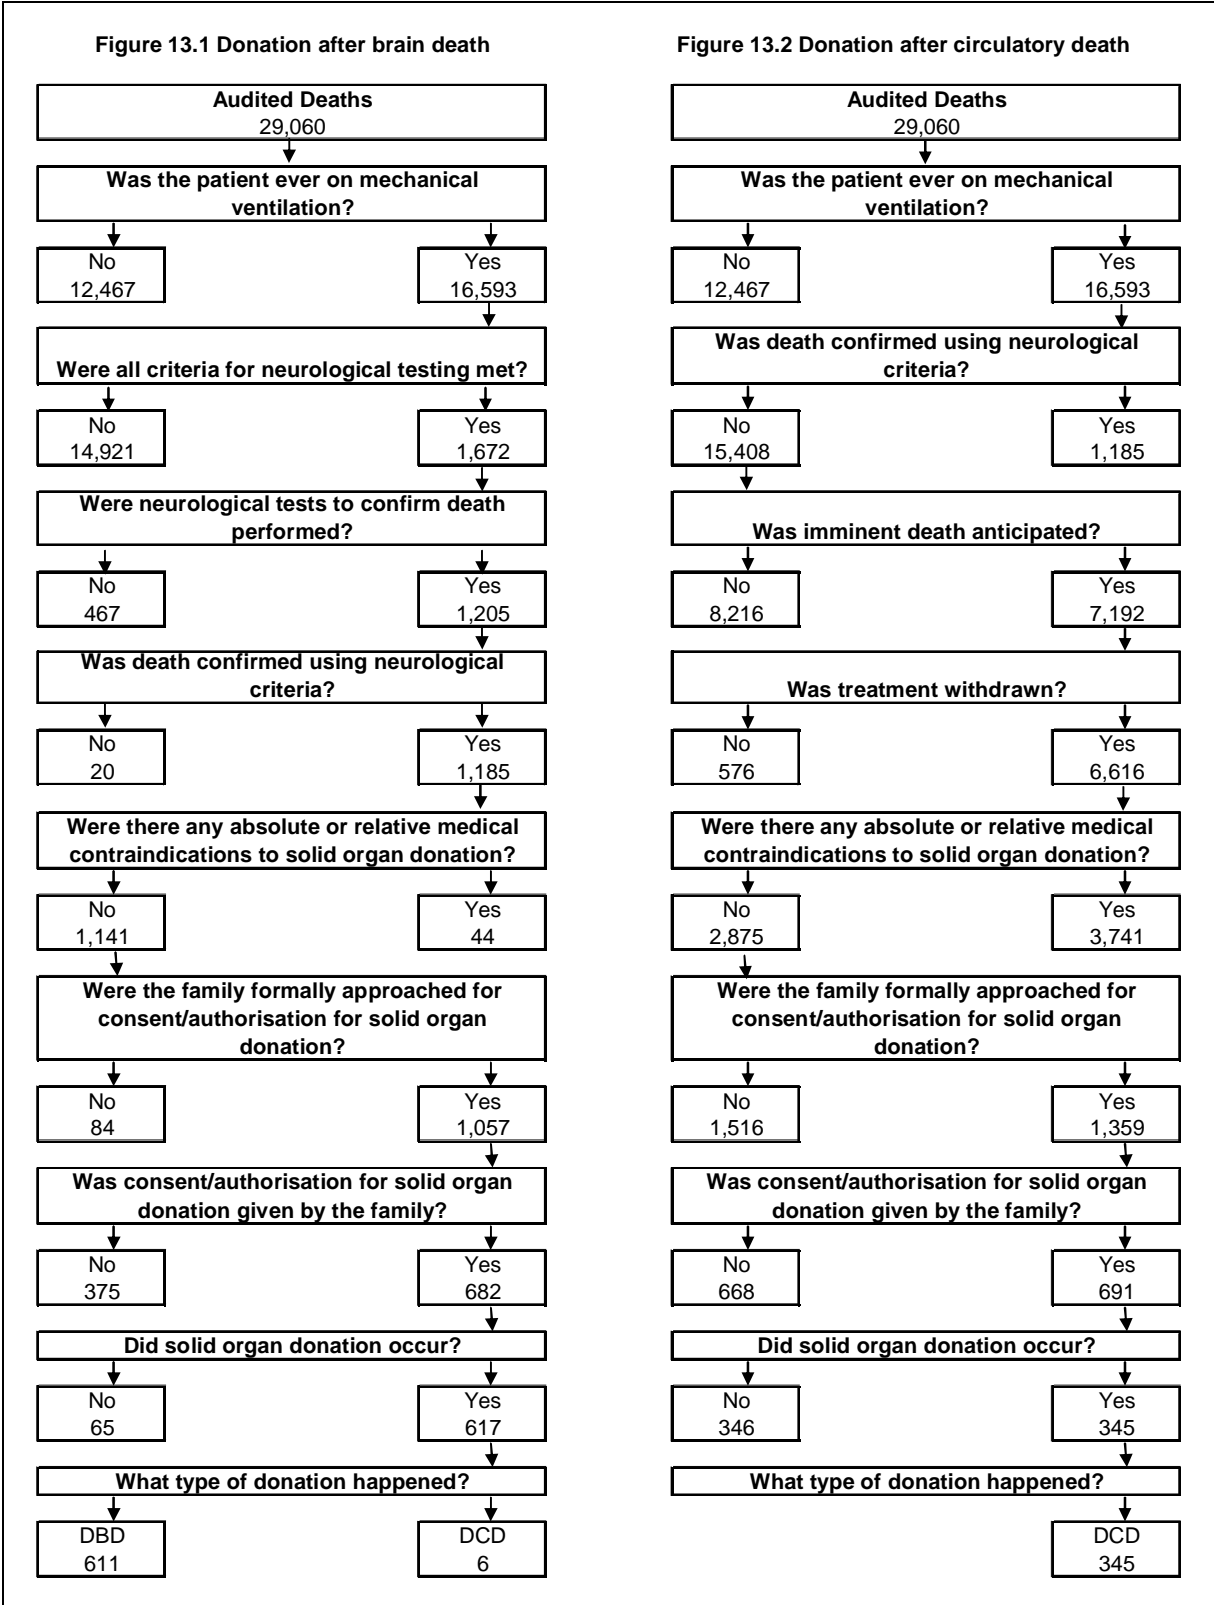 Figure 13.1 Donation after brain death
Audited Deaths
29,060
Was the patient ever on mechanical
ventilation?
No
12,467
Yes
16,593
Were all criteria for neurological testing met?
No
14,921
Yes
1,672
Were neurological tests to confirm death
performed?
No
467
Yes
1,205
Was death confirmed using neurological
criteria?
No
20
Yes
1,185
Were there any absolute or relative medical
contraindications to solid organ donation?
No
1,141
Yes
44
Were the family formally approached for
consent/authorisation for solid organ
donation?
No
84
Yes
1,057
Was consent/authorisation for solid organ
donation given by the family?
No
375
Yes
682
Did solid organ donation occur?
No
65
Yes
617
What type of donation happened?
DBD
611
DCD
6
Figure 13.2 Donation after circulatory death
Audited Deaths
29,060
Was the patient ever on mechanical
ventilation?
No
12,467
Yes
16,593
Was death confirmed using neurological
criteria?
No
15,408
Yes
1,185
Was imminent death anticipated?
No
8,216
Yes
7,192
Was treatment withdrawn?
No
576
Yes
6,616
Were there any absolute or relative medical
contraindications to solid organ donation?
No
2,875
Yes
3,741
Were the family formally approached for
consent/authorisation for solid organ
donation?
No
1,516
Yes
1,359
Was consent/authorisation for solid organ
donation given by the family?
No
668
Yes
691
Did solid organ donation occur?
No
346
Yes
345
What type of donation happened?
DCD
345